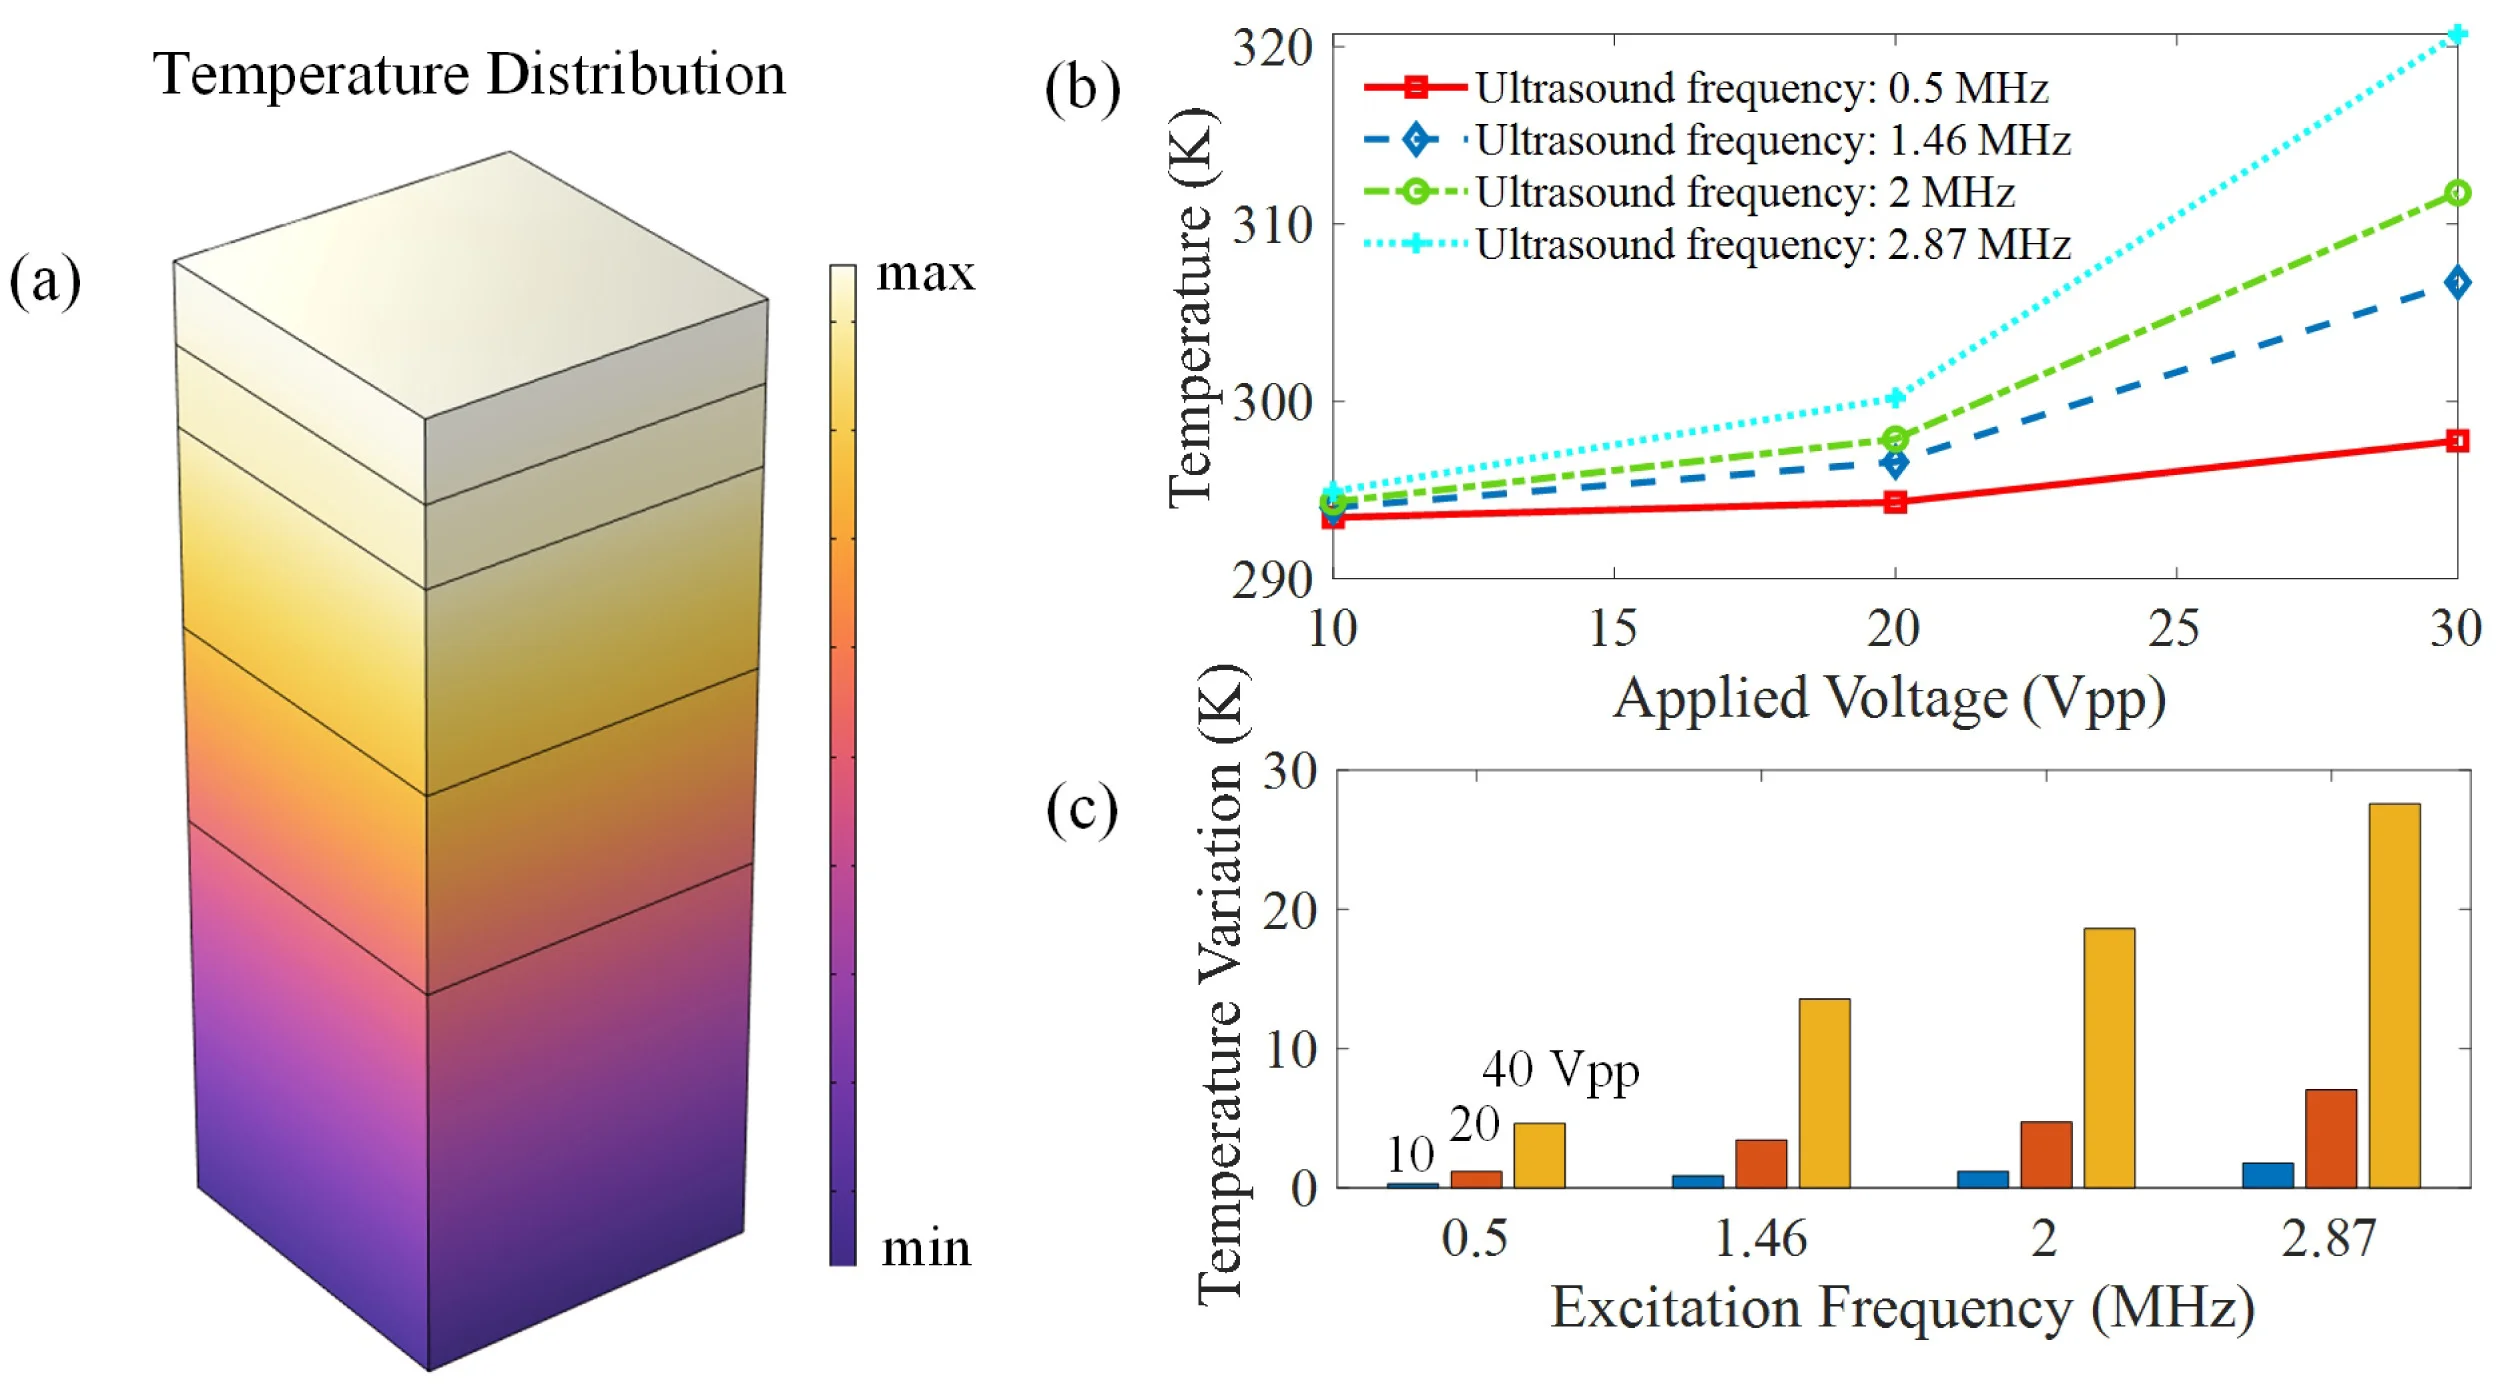 (a)
Temperature Distribution
max
min
(b)
Temperature (K)
320
310
300
290
Ultrasound frequency: 0.5 MHz
Ultrasound frequency: 1.46 MHz
Ultrasound frequency: 2 MHz
Ultrasound frequency: 2.87 MHz
10 15 20 25 30
Applied Voltage (Vpp)
(c)
Temperature Variation (K)
30
20
10
0
40 Vpp
20
10
0.5 1.46 2 2.87
Excitation Frequency (MHz)